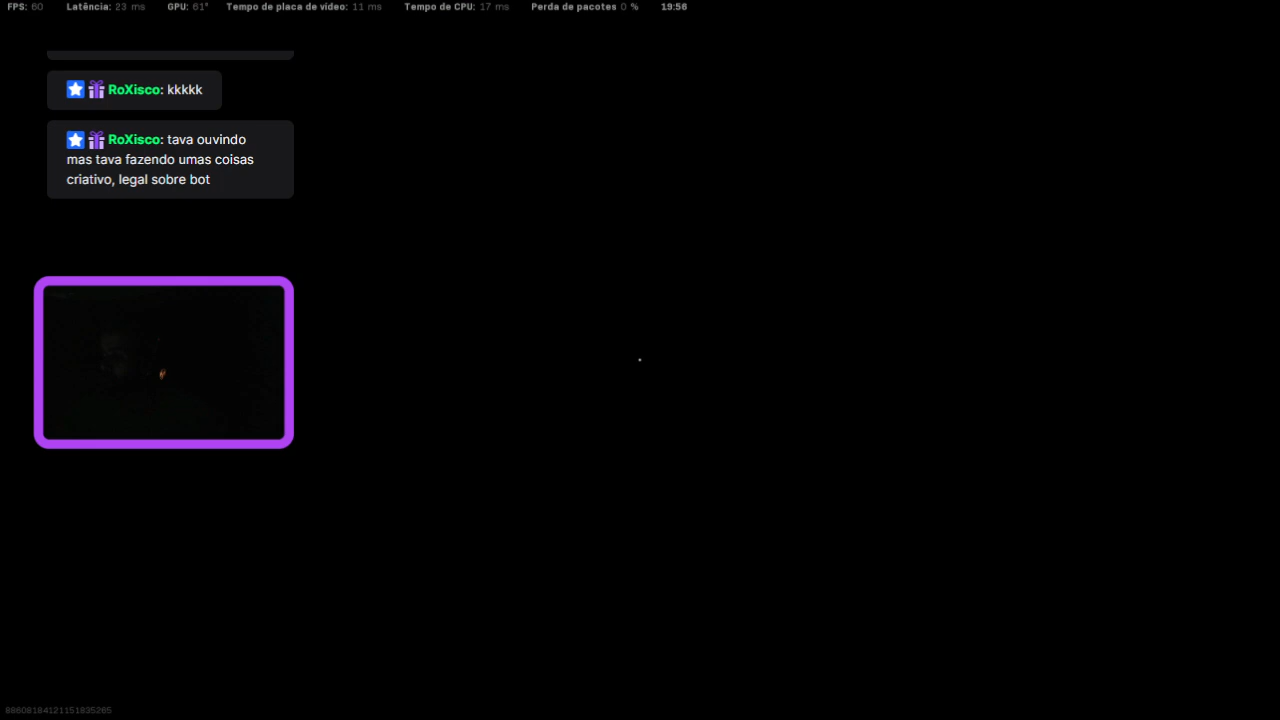 FPS: 60 Latência: 23 ms GPU: 61° Tempo de placa de vídeo: 11 ms Tempo de CPU: 17 ms Perda de pacotes 0 % 19:56
RoXisco: kkkkk
RoXisco: tava ouvindo
mas tava fazendo umas coisas
criativo, legal sobre bot